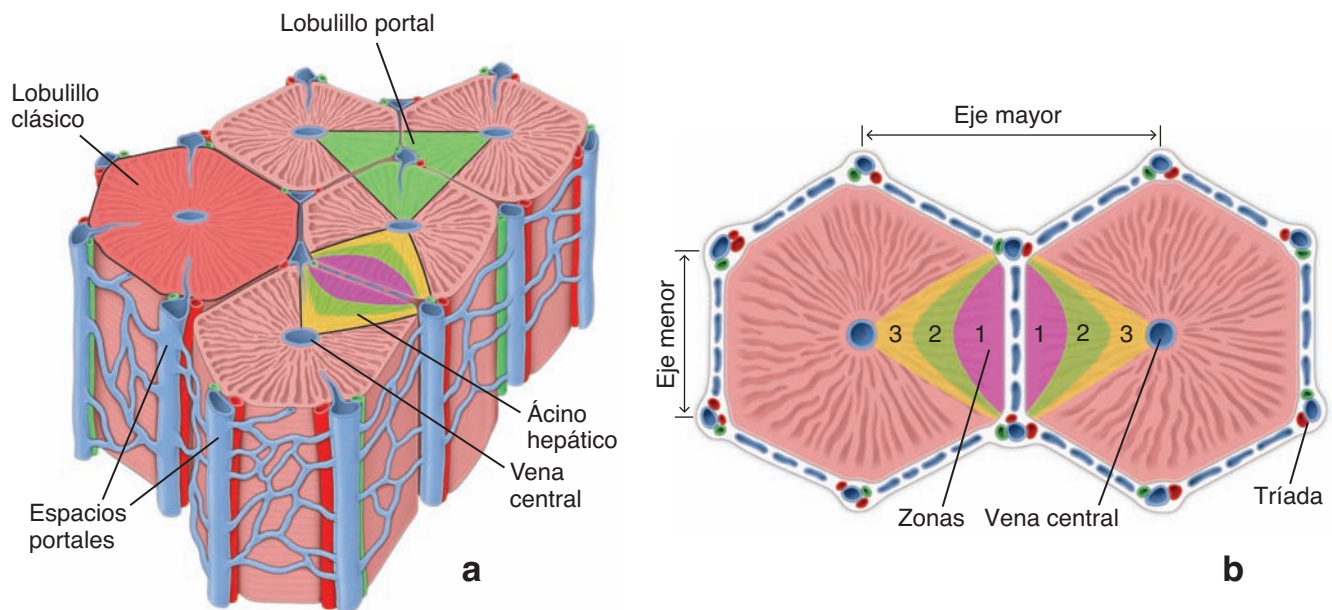 Lobulillo portal
Lobulillo
clásico
Ácino
hepático
Vena
central
Espacios
portales
a
Eje mayor
Eje menor
3 2 1 1 2 3
Zonas
Vena central
Tríada
b